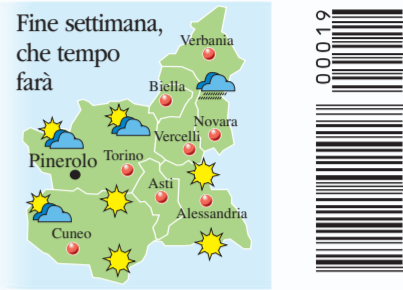 Fine settimana,
che tempo
farà
Verbania
Biella
Novara
Vercelli
Torino
Pinerolo
Asti
Alessandria
Cuneo
00019